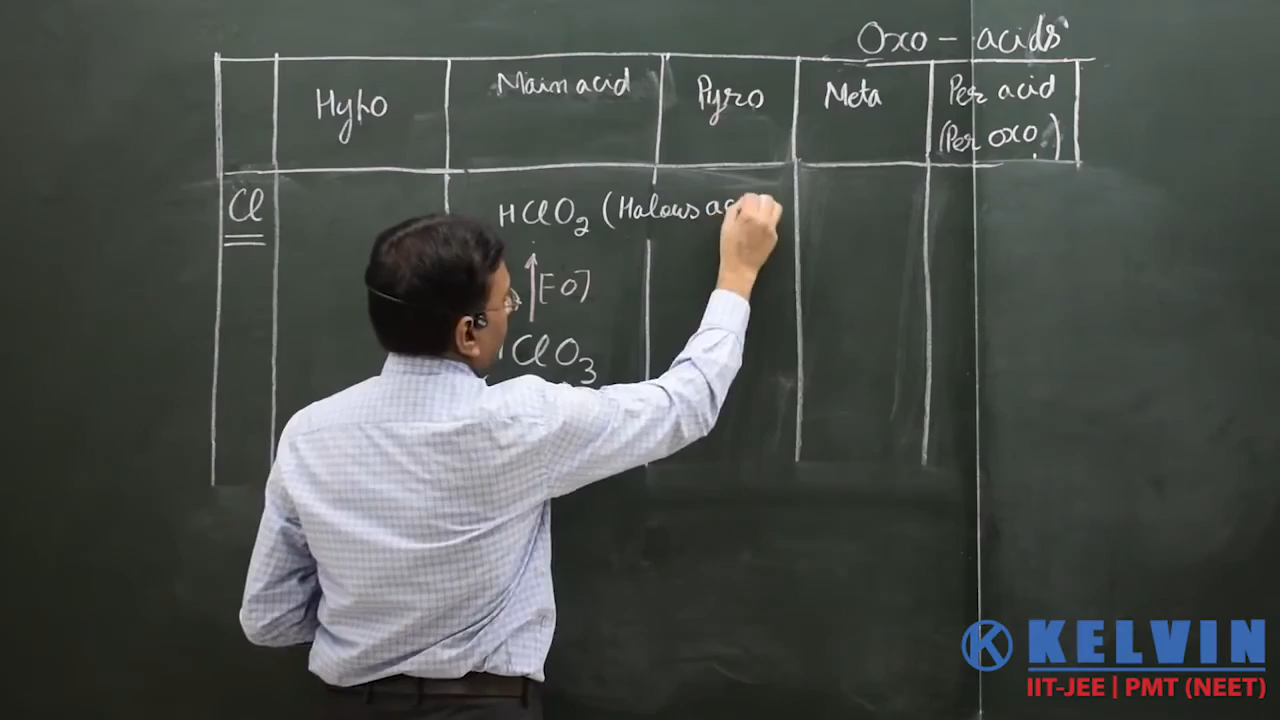 Oxo - acids
Hypo
Main acid
Pyro
Meta
Per acid
(Per oxo)
Cl
HClO2 (Halous
[-O]
ClO3
KELVIN
IIT-JEE | PMT (NEET)